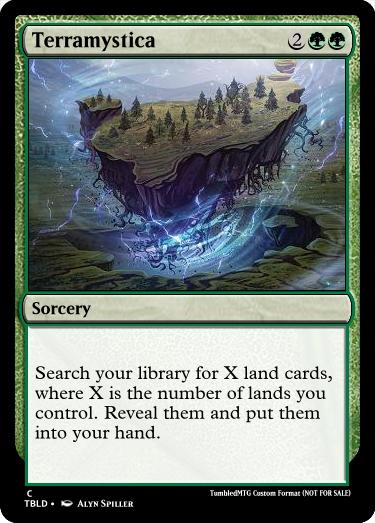 Terramystica 2
Sorcery
Search your library for X land cards,
where X is the number of lands you
control. Reveal them and put them
into your hand.
C
TBLD • ALYN SPILLER
TumbledMTG Custom Format (NOT FOR SALE)